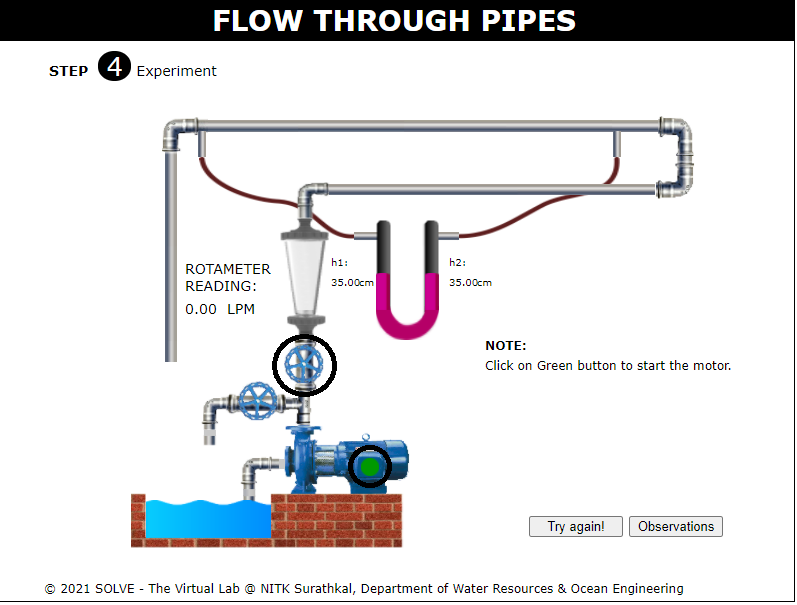 FLOW THROUGH PIPES
STEP 4 Experiment
ROTAMETER
READING:
0.00 LPM
h1:
35.00cm
h2:
35.00cm
NOTE:
Click on Green button to start the motor.
Try again!
Observations
© 2021 SOLVE - The Virtual Lab @ NITK Surathkal, Department of Water Resources & Ocean Engineering